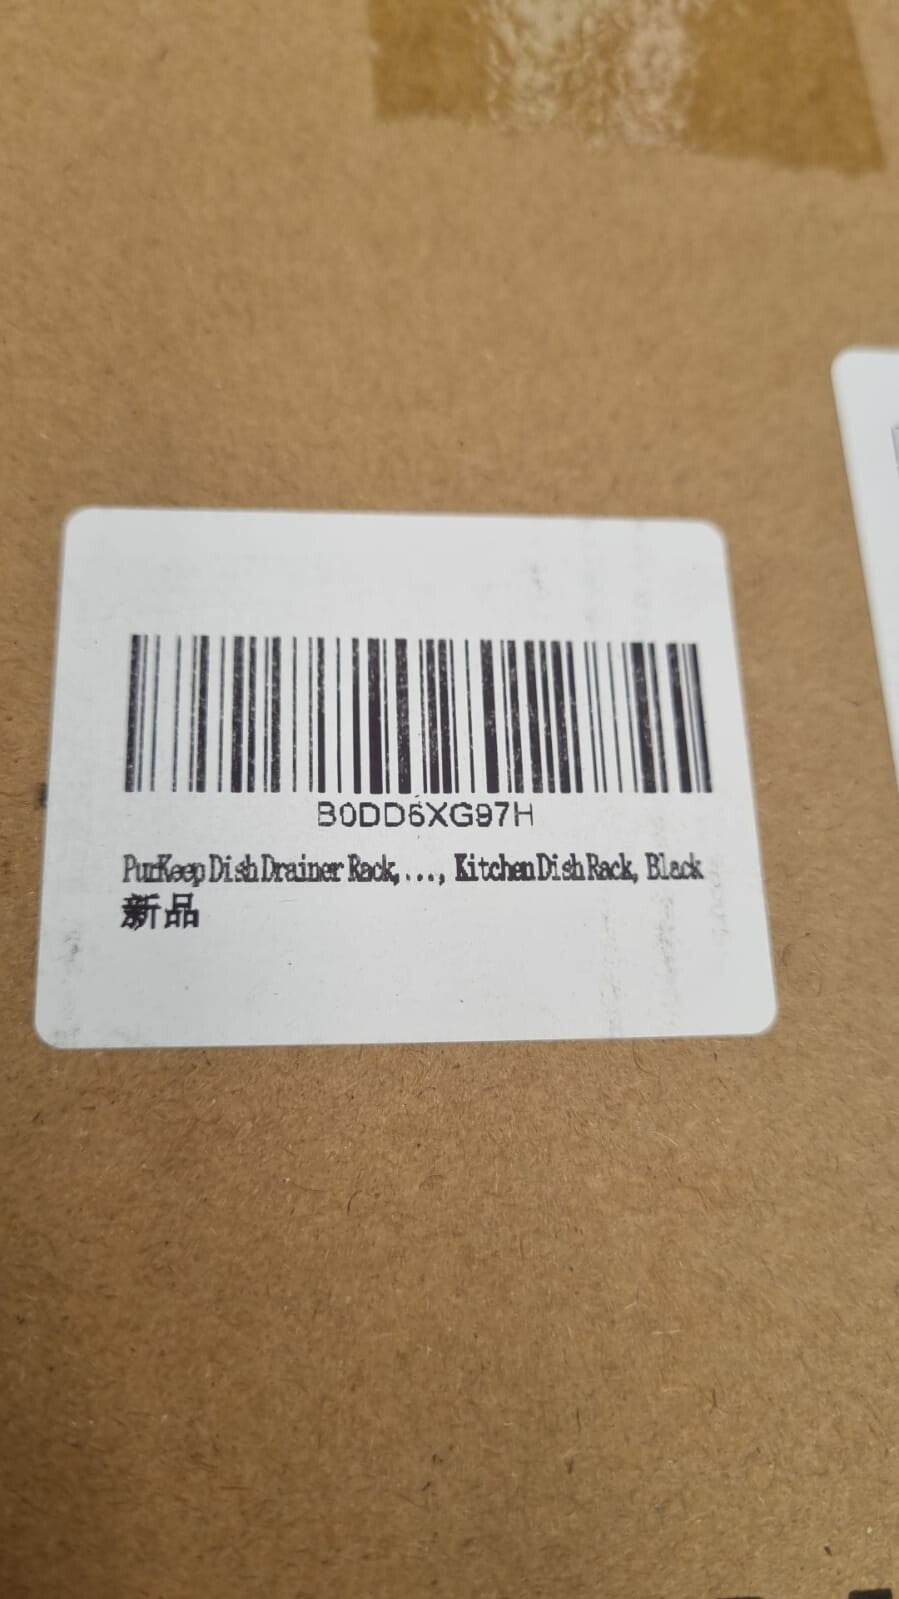 B0DD6XG97H
PurKeep Dish Drainer Rack,..., Kitchen Dish Rack, Black
新品